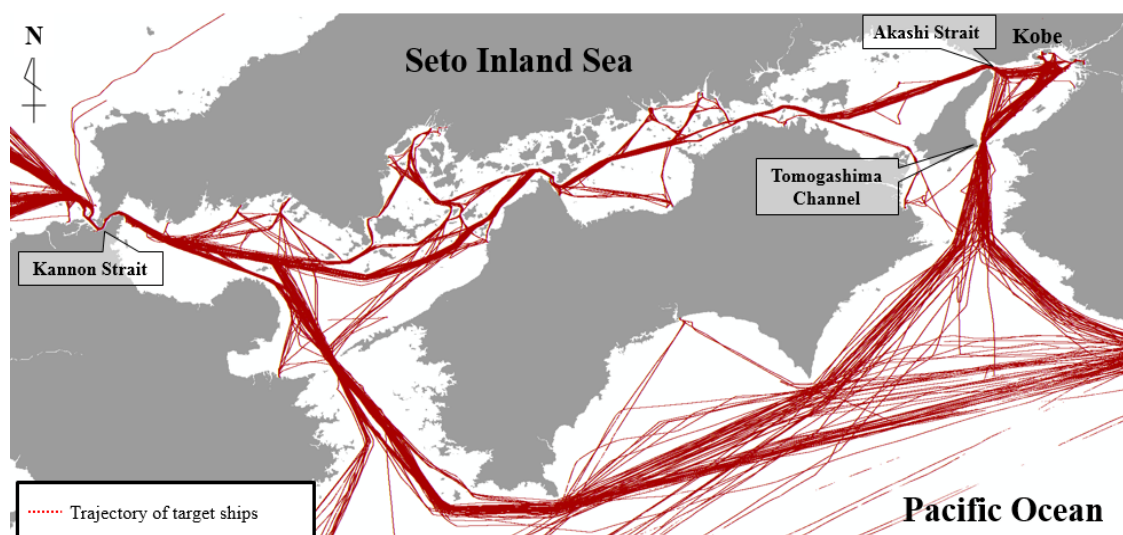 N
Seto Inland Sea
Akashi Strait
Kobe
Tomogashima
Channel
Kannon Strait
Trajectory of target ships
Pacific Ocean